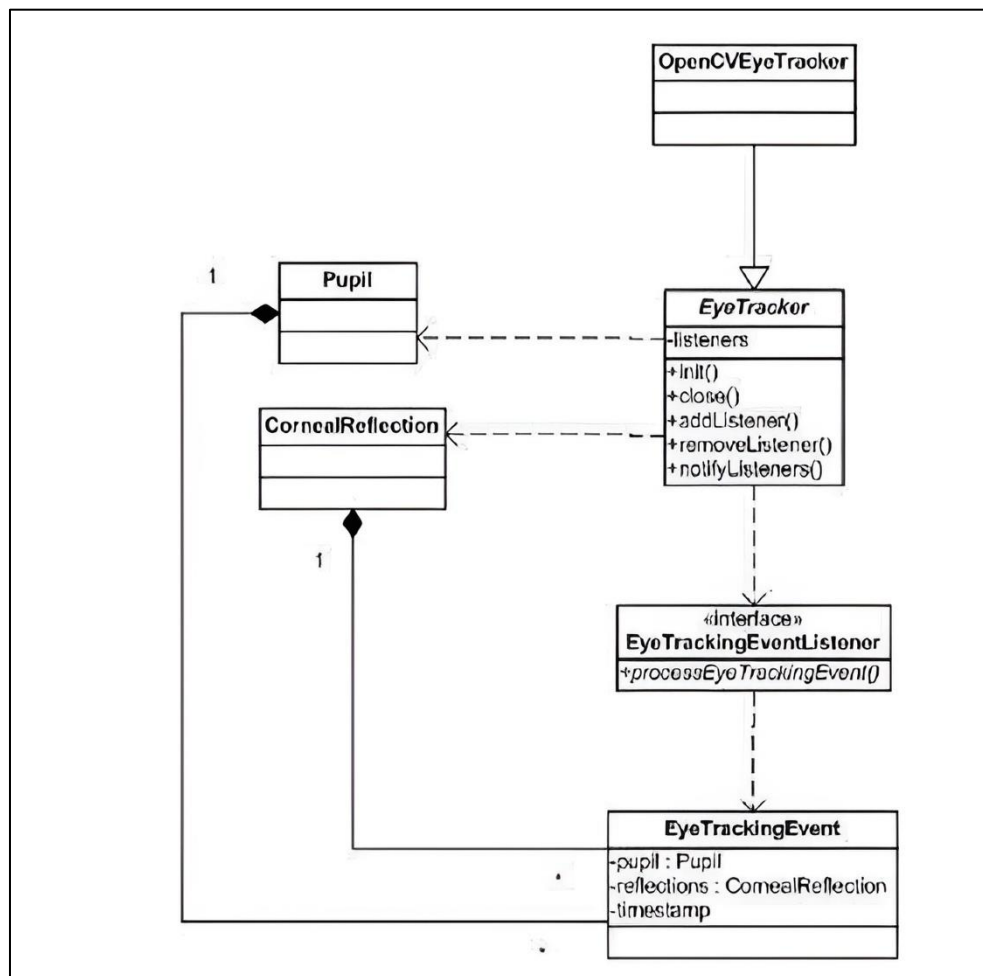 OpenCVEyeTracker
1
Pupil
EyeTracker
-listeners
+init()
+close()
+addListener()
+removeListener()
+notifyListeners()
CornealReflection
1
«interface»
EyeTrackingEventListener
+processEyeTrackingEvent()
EyeTrackingEvent
-pupil : Pupil
-reflections : CornealReflection
-timestamp